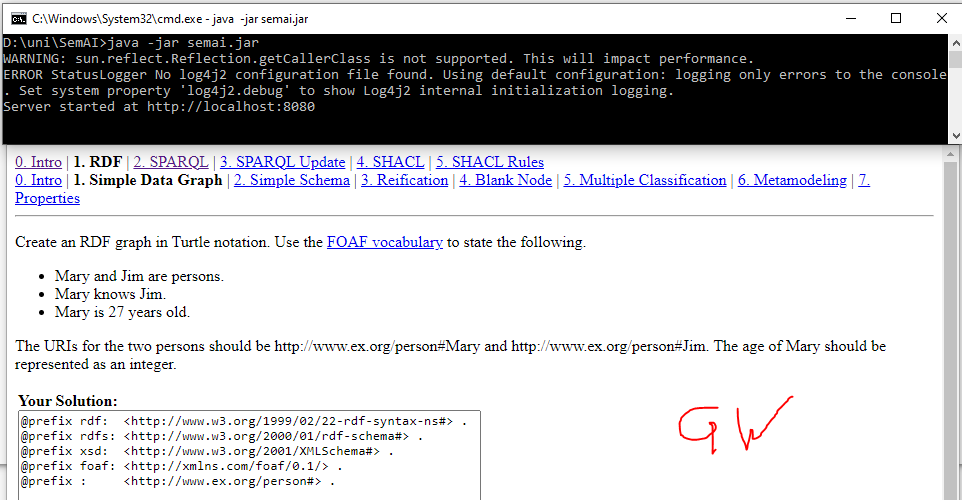 C:\Windows\System32\cmd.exe - java -jar semai.jar
D:\uni\SemAI>java -jar semai.jar
WARNING: sun.reflect.Reflection.getCallerClass is not supported. This will impact performance.
ERROR StatusLogger No log4j2 configuration file found. Using default configuration: logging only errors to the console
. Set system property 'log4j2.debug' to show Log4j2 internal initialization logging.
Server started at http://localhost:8080
0. Intro | 1. RDF | 2. SPARQL | 3. SPARQL Update | 4. SHACL | 5. SHACL Rules
0. Intro | 1. Simple Data Graph | 2. Simple Schema | 3. Reification | 4. Blank Node | 5. Multiple Classification | 6. Metamodeling | 7.
Properties
Create an RDF graph in Turtle notation. Use the FOAF vocabulary to state the following.
• Mary and Jim are persons.
• Mary knows Jim.
• Mary is 27 years old.
The URIs for the two persons should be http://www.ex.org/person#Mary and http://www.ex.org/person#Jim. The age of Mary should be
represented as an integer.
Your Solution:
@prefix rdf: <http://www.w3.org/1999/02/22-rdf-syntax-ns#> .
@prefix rdfs: <http://www.w3.org/2000/01/rdf-schema#> .
@prefix xsd: <http://www.w3.org/2001/XMLSchema#> .
@prefix foaf: <http://xmlns.com/foaf/0.1/> .
@prefix : <http://www.ex.org/person#> .
GW